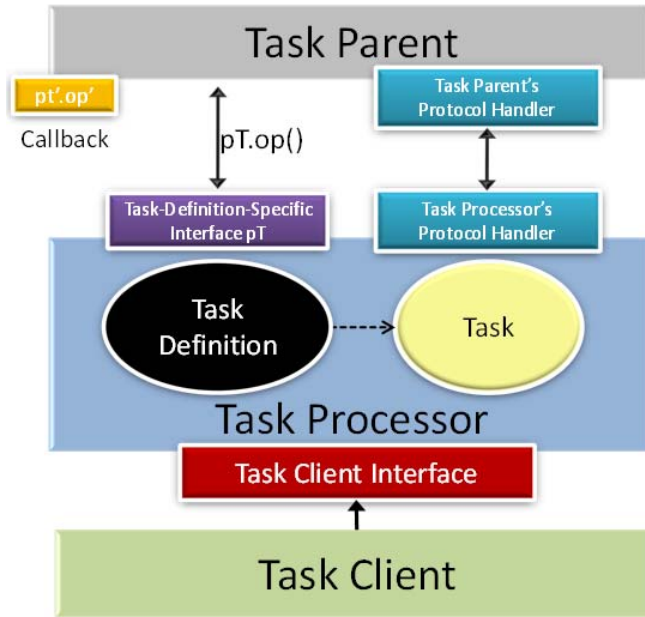 Task Parent
pt'.op'
Callback
Task Parent's
Protocol Handler
pT.op()
Task-Definition-Specific
Interface pT
Task Processor's
Protocol Handler
Task
Definition
Task
Task Processor
Task Client Interface
Task Client